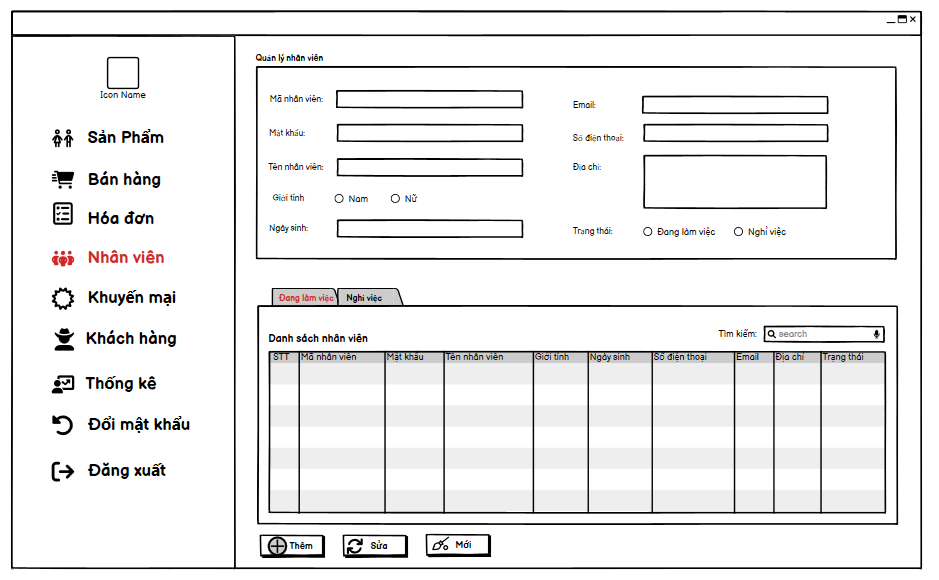 Icon Name
Sản Phẩm
Bán hàng
Hóa đơn
Nhân viên
Khuyến mại
Khách hàng
Thống kê
Đổi mật khẩu
Đăng xuất
Quản lý nhân viên
Mã nhân viên:
Mật khẩu:
Tên nhân viên:
Giới tính
Nam
Nữ
Ngày sinh:
Email:
Số điện thoại:
Địa chỉ:
Trạng thái:
Đang làm việc
Nghỉ việc
Đang làm việc
Nghỉ việc
Danh sách nhân viên
Tìm kiếm:
search
STT Mã nhân viên Mật khẩu Tên nhân viên Giới tính Ngày sinh Số điện thoại Email Địa chỉ Trạng thái
Thêm
Sửa
Mới